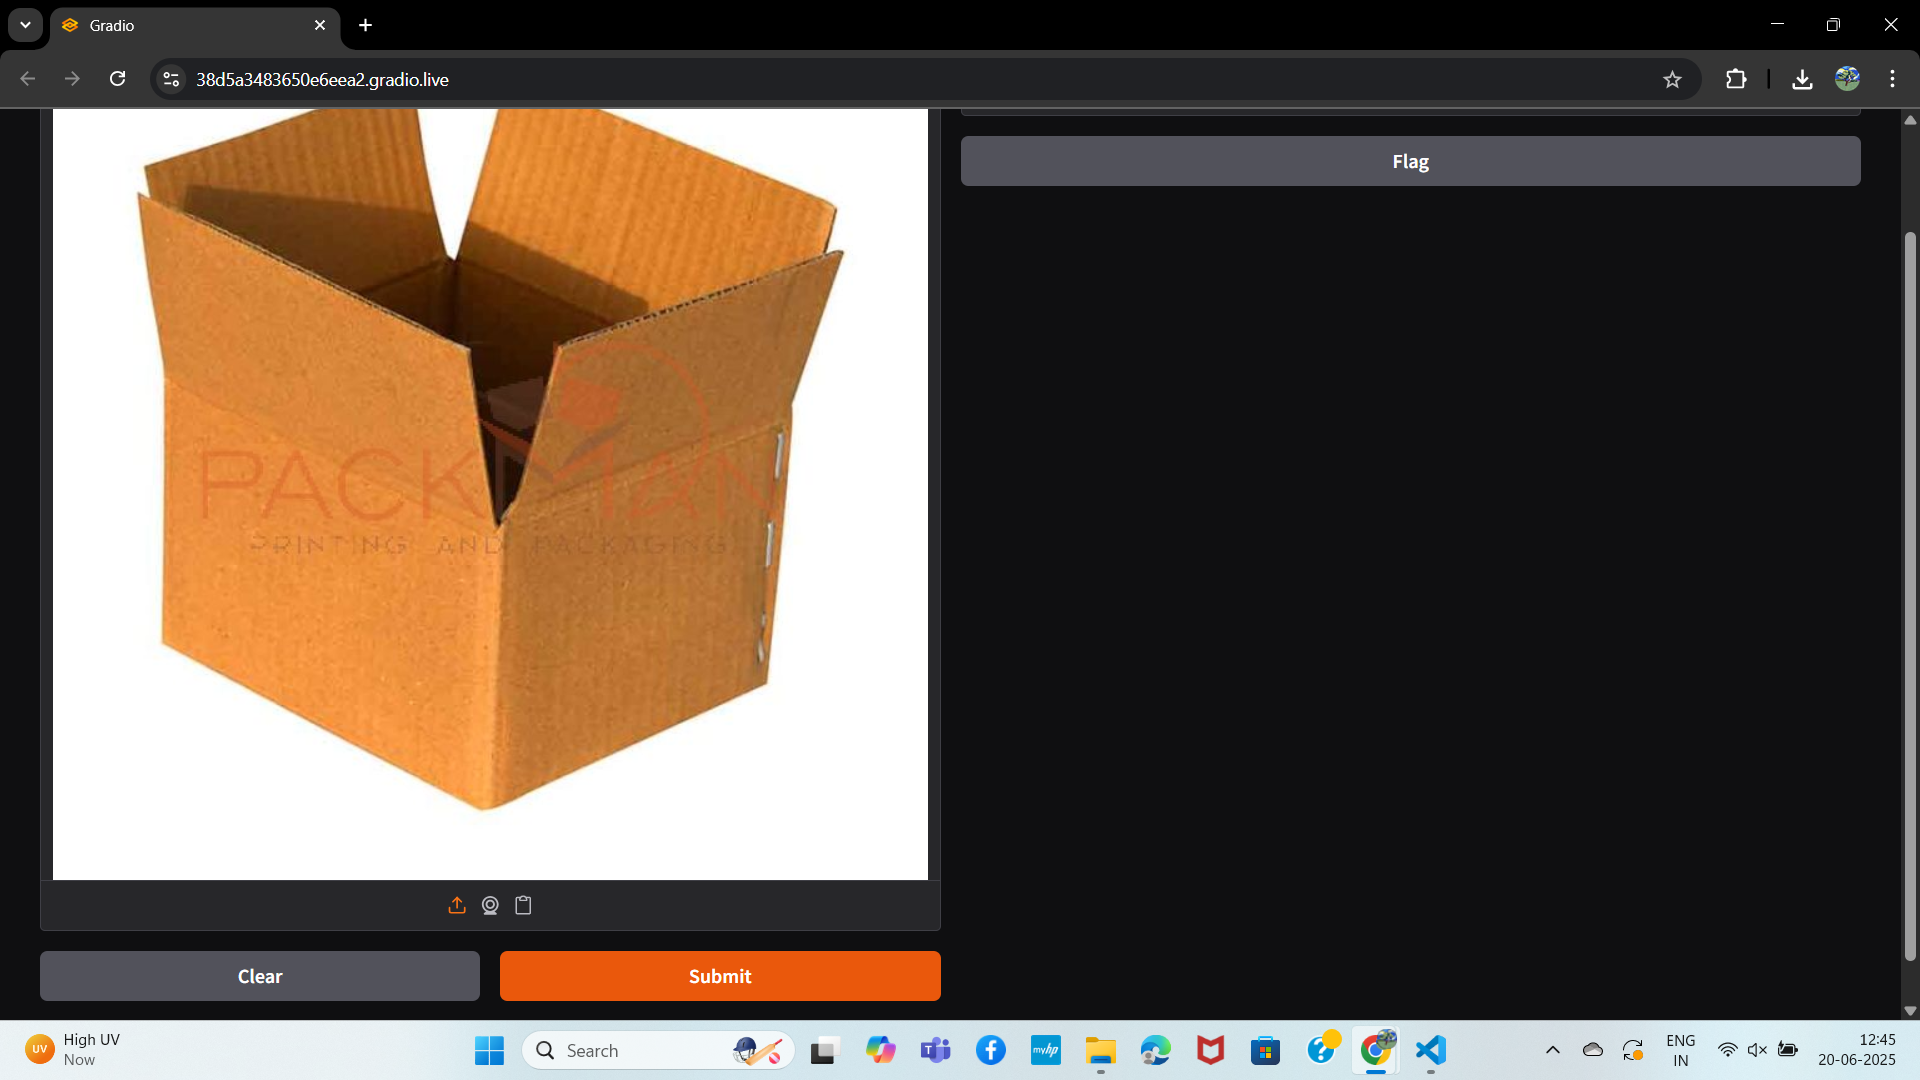 Gradio
38d5a3483650e6eea2.gradio.live
Flag
PACKMAN
PRINTING AND PACKAGING
Clear
Submit
UV
High UV
Now
Search
myhp
ENG
IN
12:45
20-06-2025